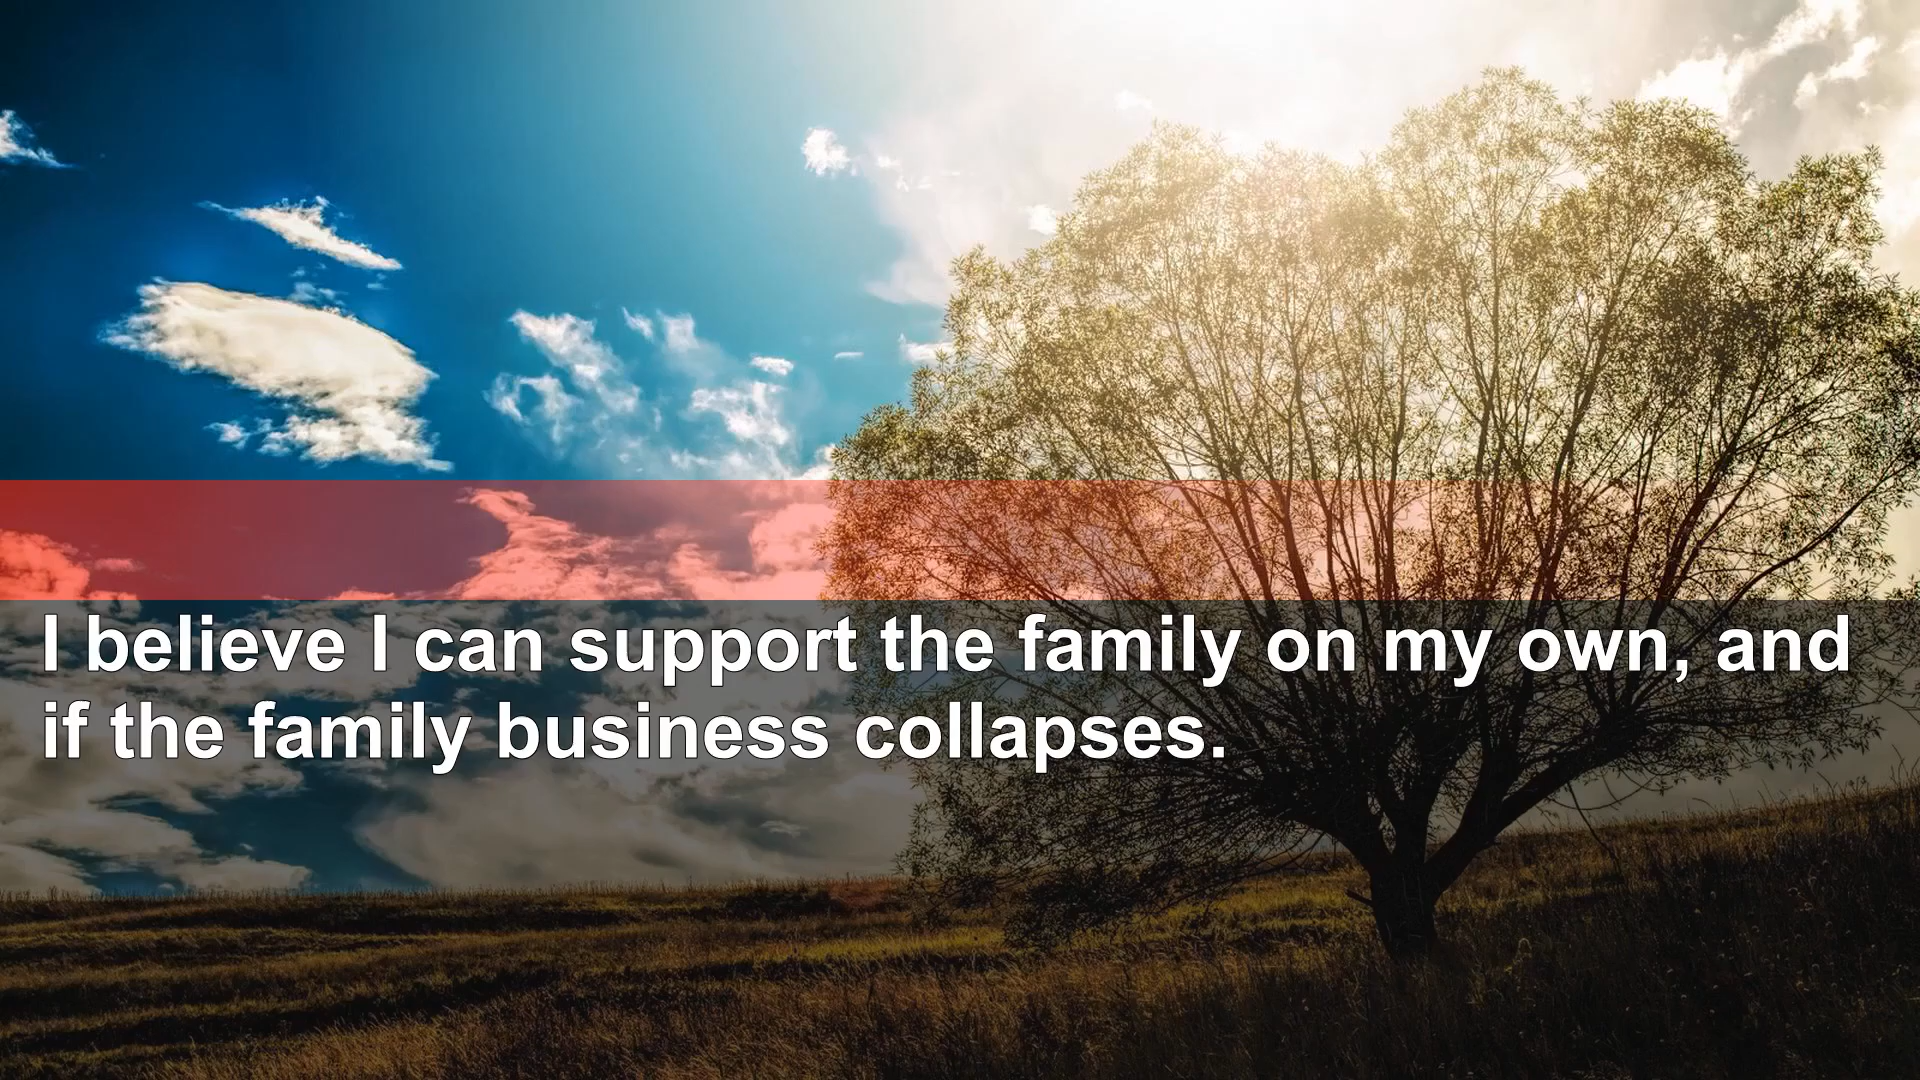 I believe I can support the family on my own, and
if the family business collapses.